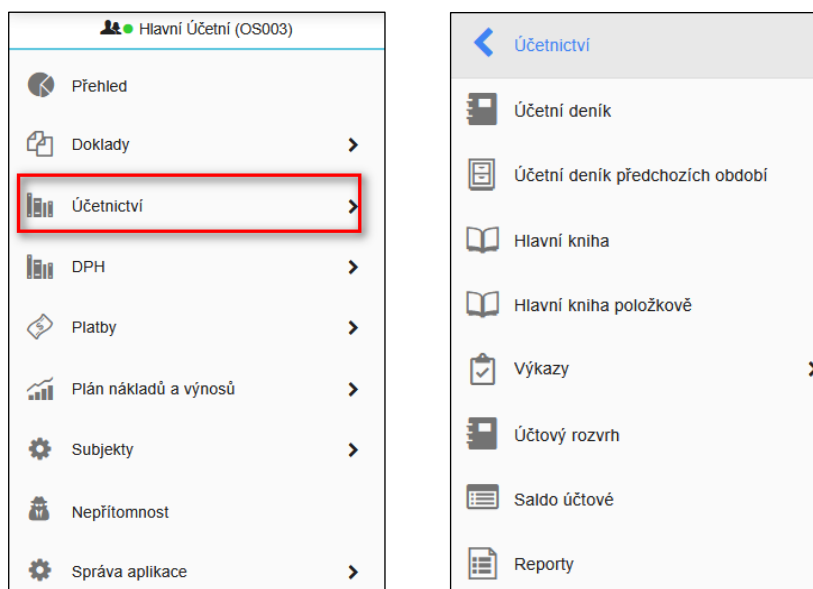 Hlavní Účetní (OS003)
Přehled
Doklady
Účetnictví
DPH
Platby
Plán nákladů a výnosů
Subjekty
Nepřítomnost
Správa aplikace
Účetnictví
Účetní deník
Účetní deník předchozích období
Hlavní kniha
Hlavní kniha položkově
Výkazy
Účtový rozvrh
Saldo účtové
Reporty